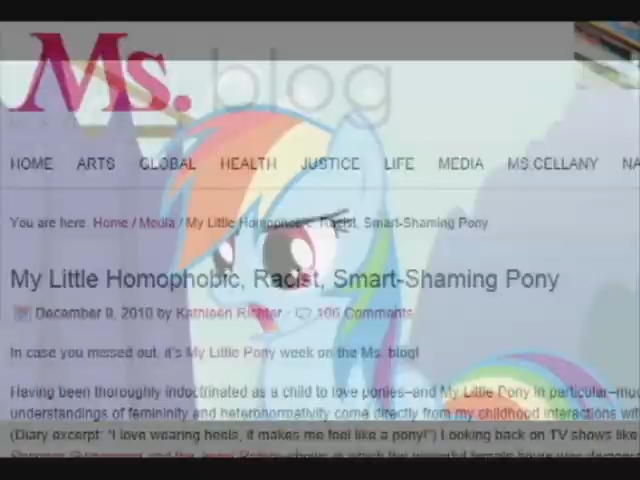 Ms. blog
HOME ARTS GLOBAL HEALTH JUSTICE LIFE MEDIA MS.CELLANY NA
You are here: Home / Media / My Little Homophobic, Racist, Smart-Shaming Pony
My Little Homophobic, Racist, Smart-Shaming Pony
December 9, 2010 by Kathleen Richter · 106 Comments
In case you missed out, it's My Little Pony week on the Ms. blog!
Having been thoroughly indoctrinated as a child to love ponies–and My Little Pony in particular–muc
understandings of femininity and heteronormativity come directly from my childhood interactions wit
(Diary excerpt: "I love wearing heels, it makes me feel like a pony!") Looking back on TV shows like